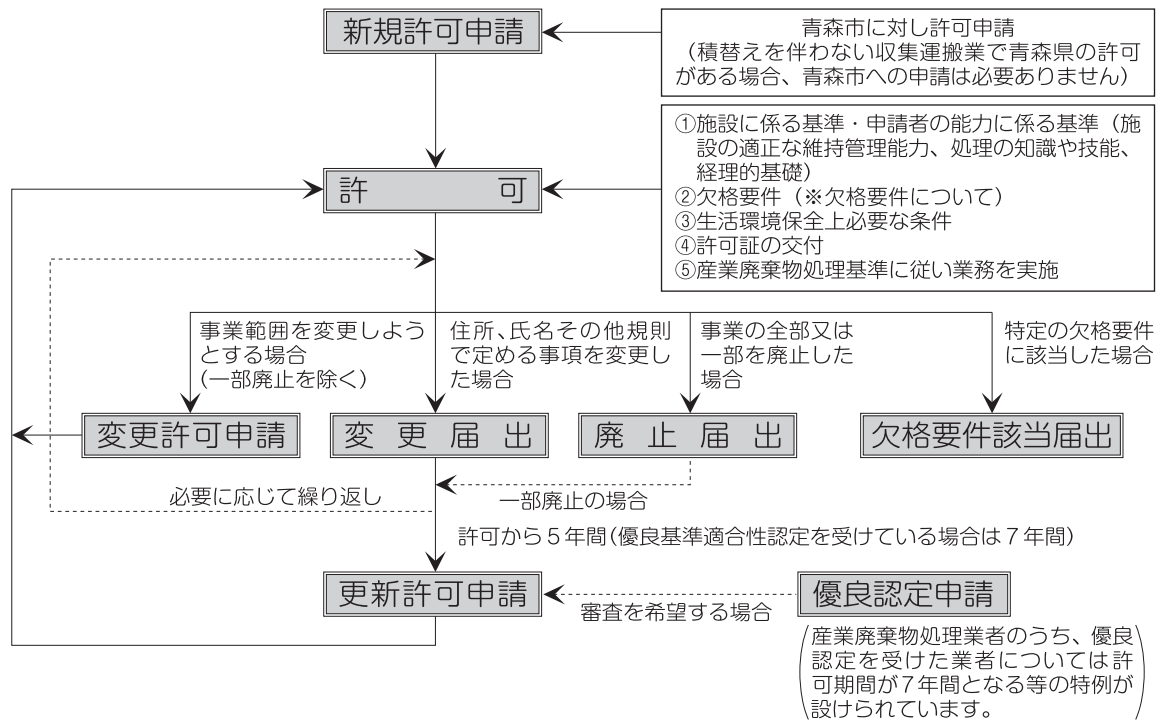 新規許可申請
青森市に対し許可申請
（積替えを伴わない収集運搬業で青森県の許可
がある場合、青森市への申請は必要ありません）
許可
①施設に係る基準・申請者の能力に係る基準（施
設の適正な維持管理能力、処理の知識や技能、
経理的基礎）
②欠格要件（※欠格要件について）
③生活環境保全上必要な条件
④許可証の交付
⑤産業廃棄物処理基準に従い業務を実施
事業範囲を変更しよう
とする場合
（一部廃止を除く）
住所、氏名その他規則
で定める事項を変更し
た場合
事業の全部又は
一部を廃止した
場合
特定の欠格要件
に該当した場合
変更許可申請
変更届出
廃止届出
欠格要件該当届出
必要に応じて繰り返し
一部廃止の場合
許可から５年間（優良基準適合性認定を受けている場合は７年間）
更新許可申請
審査を希望する場合
優良認定申請
（産業廃棄物処理業者のうち、優良
認定を受けた業者については許
可期間が７年間となる等の特例が
設けられています。）